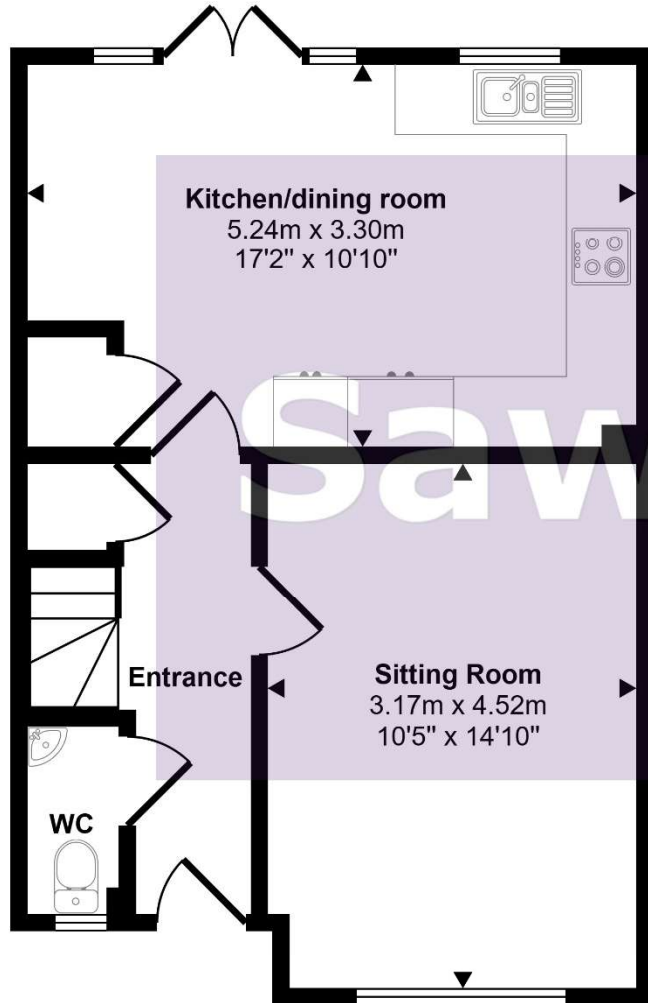 Kitchen/dining room
5.24m x 3.30m
17'2" x 10'10"
Saw
Entrance
Sitting Room
3.17m x 4.52m
10'5" x 14'10"
WC